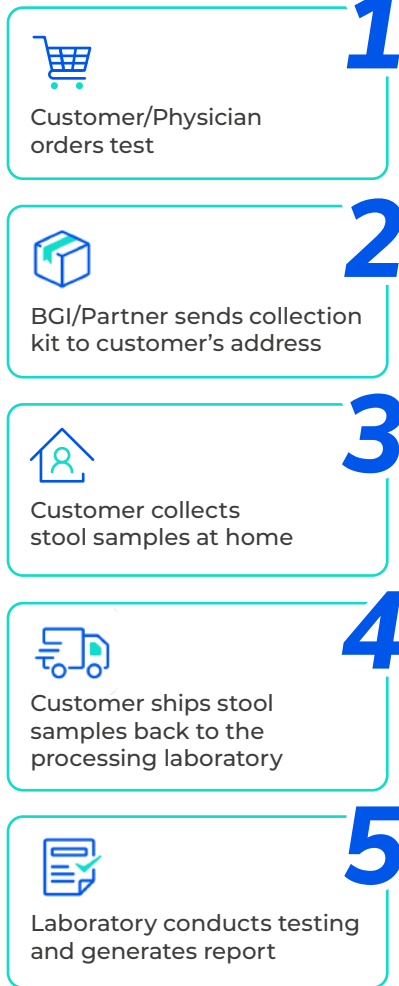 1
Customer/Physician
orders test
2
BGI/Partner sends collection
kit to customer’s address
3
Customer collects
stool samples at home
4
Customer ships stool
samples back to the
processing laboratory
5
Laboratory conducts testing
and generates report